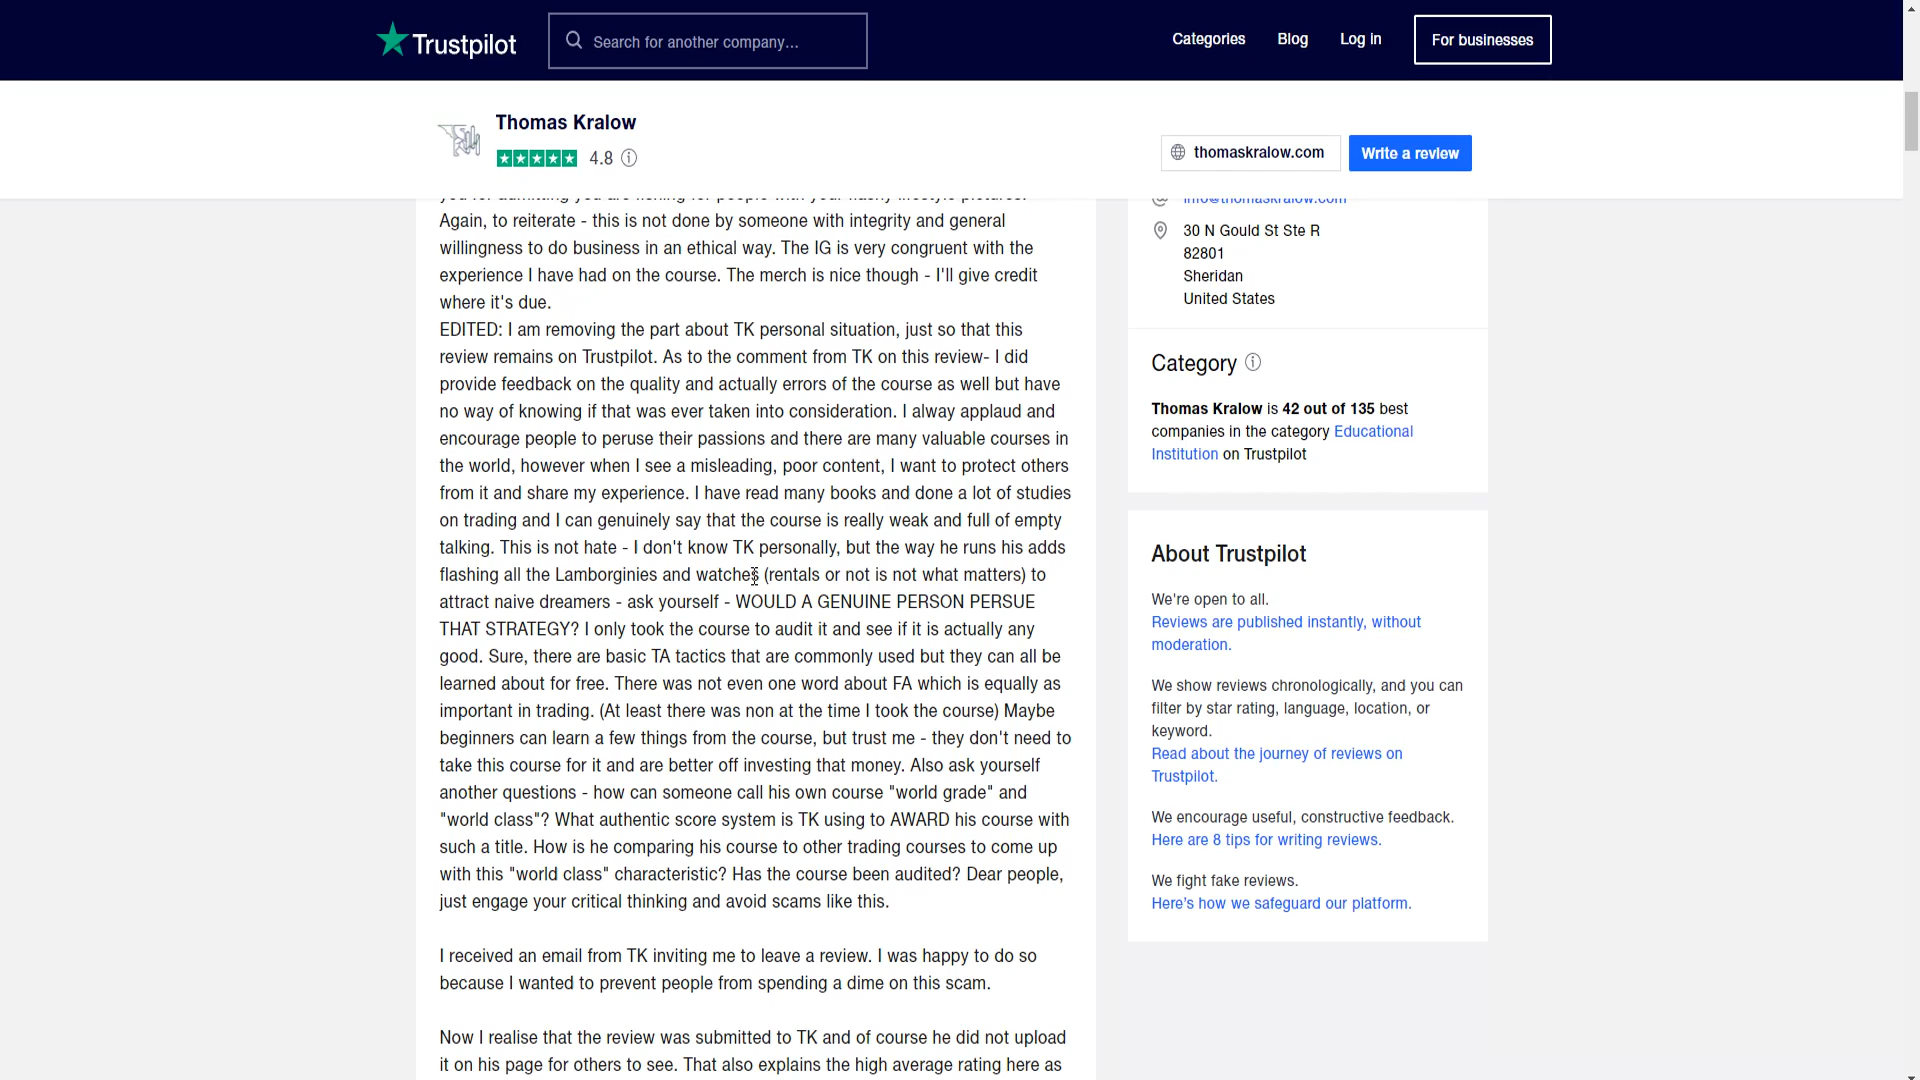 Trustpilot
Search for another company...
Categories
Blog
Log in
For businesses
Thomas Kralow
4.8
thomaskralow.com
Write a review
you for admitting you are fishing for people with your flashy lifestyle pictures.
Again, to reiterate - this is not done by someone with integrity and general
willingness to do business in an ethical way. The IG is very congruent with the
experience I have had on the course. The merch is nice though - I'll give credit
where it's due.
EDITED: I am removing the part about TK personal situation, just so that this
review remains on Trustpilot. As to the comment from TK on this review- I did
provide feedback on the quality and actually errors of the course as well but have
no way of knowing if that was ever taken into consideration. I alway applaud and
encourage people to peruse their passions and there are many valuable courses in
the world, however when I see a misleading, poor content, I want to protect others
from it and share my experience. I have read many books and done a lot of studies
on trading and I can genuinely say that the course is really weak and full of empty
talking. This is not hate - I don't know TK personally, but the way he runs his adds
flashing all the Lamborginies and watches (rentals or not is not what matters) to
attract naive dreamers - ask yourself - WOULD A GENUINE PERSON PERSUE
THAT STRATEGY? I only took the course to audit it and see if it is actually any
good. Sure, there are basic TA tactics that are commonly used but they can all be
learned about for free. There was not even one word about FA which is equally as
important in trading. (At least there was non at the time I took the course) Maybe
beginners can learn a few things from the course, but trust me - they don't need to
take this course for it and are better off investing that money. Also ask yourself
another questions - how can someone call his own course "world grade" and
"world class"? What authentic score system is TK using to AWARD his course with
such a title. How is he comparing his course to other trading courses to come up
with this "world class" characteristic? Has the course been audited? Dear people,
just engage your critical thinking and avoid scams like this.
I received an email from TK inviting me to leave a review. I was happy to do so
because I wanted to prevent people from spending a dime on this scam.
Now I realise that the review was submitted to TK and of course he did not upload
it on his page for others to see. That also explains the high average rating here as
info@thomaskralow.com
30 N Gould St Ste R
82801
Sheridan
United States
Category
Thomas Kralow is 42 out of 135 best
companies in the category Educational
Institution on Trustpilot
About Trustpilot
We're open to all.
Reviews are published instantly, without
moderation.
We show reviews chronologically, and you can
filter by star rating, language, location, or
keyword.
Read about the journey of reviews on
Trustpilot.
We encourage useful, constructive feedback.
Here are 8 tips for writing reviews.
We fight fake reviews.
Here's how we safeguard our platform.